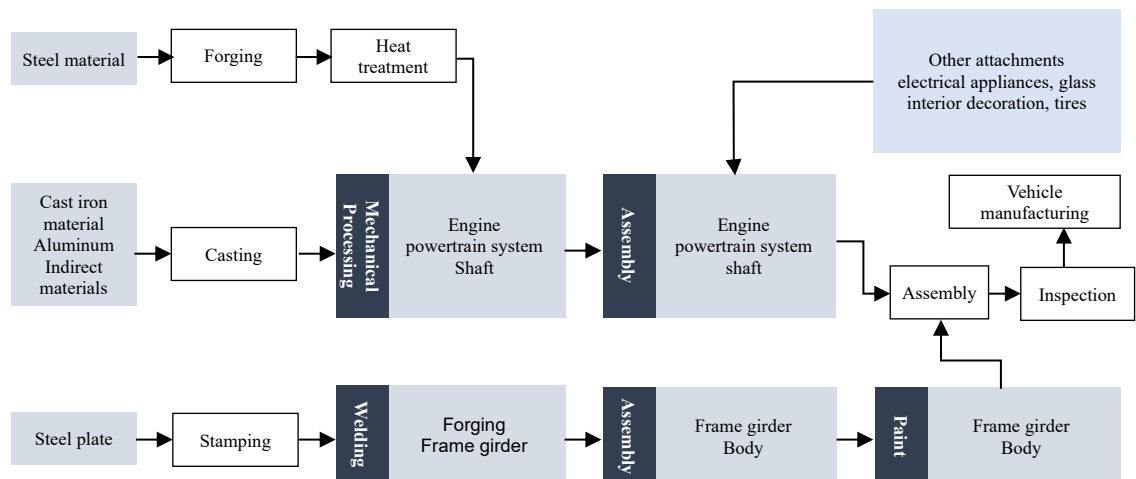 Steel material
Forging
Heat
treatment
Other attachments
electrical appliances, glass
interior decoration, tires
Cast iron
material
Aluminum
Indirect
materials
Casting
Mechanical
Processing
Engine
powertrain system
Shaft
Assembly
Engine
powertrain system
shaft
Vehicle
manufacturing
Assembly
Inspection
Steel plate
Stamping
Welding
Forging
Frame girder
Assembly
Frame girder
Body
Paint
Frame girder
Body